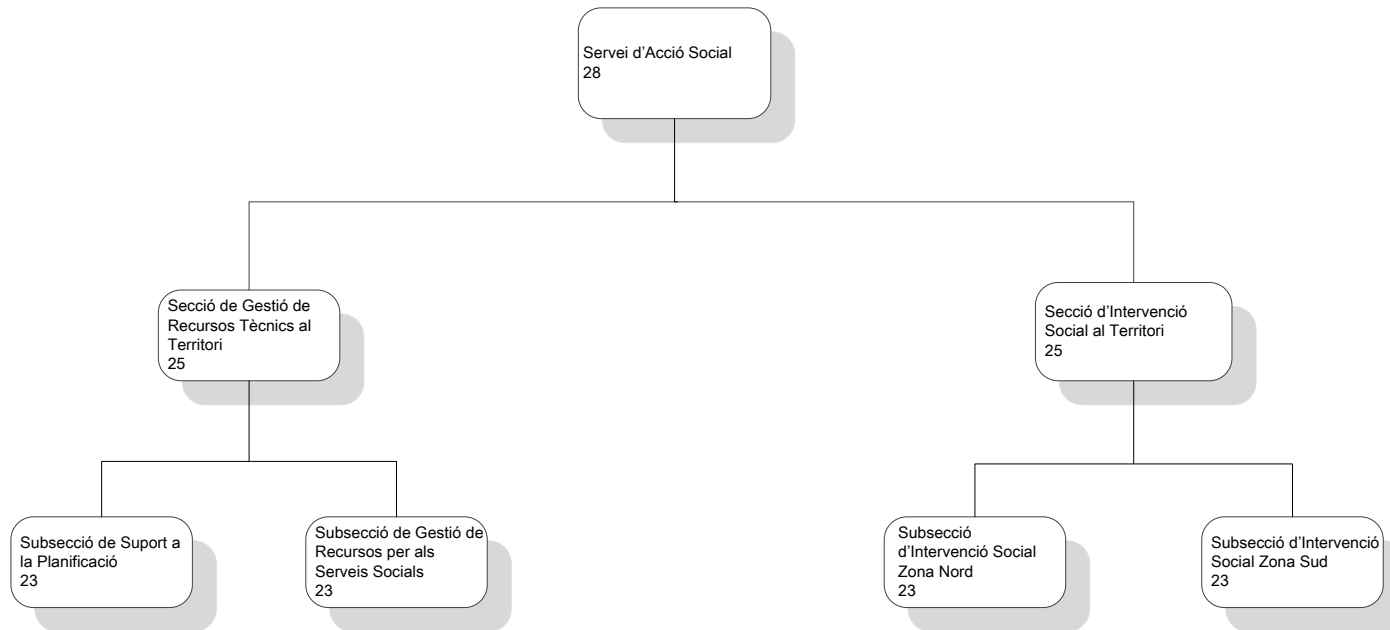 Servei d’Acció Social
28
Secció de Gestió de
Recursos Tècnics al
Territori
25
Secció d’Intervenció
Social al Territori
25
Subsecció de Suport a
la Planificació
23
Subsecció de Gestió de
Recursos per als
Serveis Socials
23
Subsecció
d’Intervenció Social
Zona Nord
23
Subsecció d’Intervenció
Social Zona Sud
23